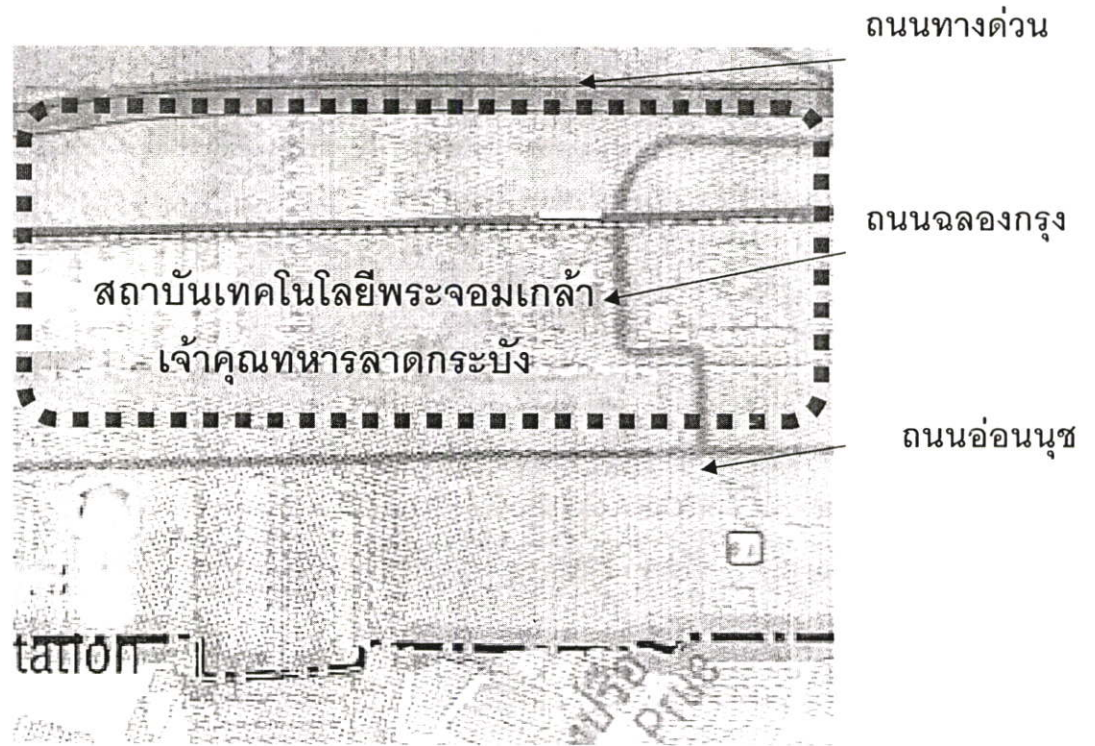 ถนนทางด่วน
ถนนฉลองกรุง
สถาบันเทคโนโลยีพระจอมเกล้า
เจ้าคุณทหารลาดกระบัง
ถนนอ่อนนุช
tation